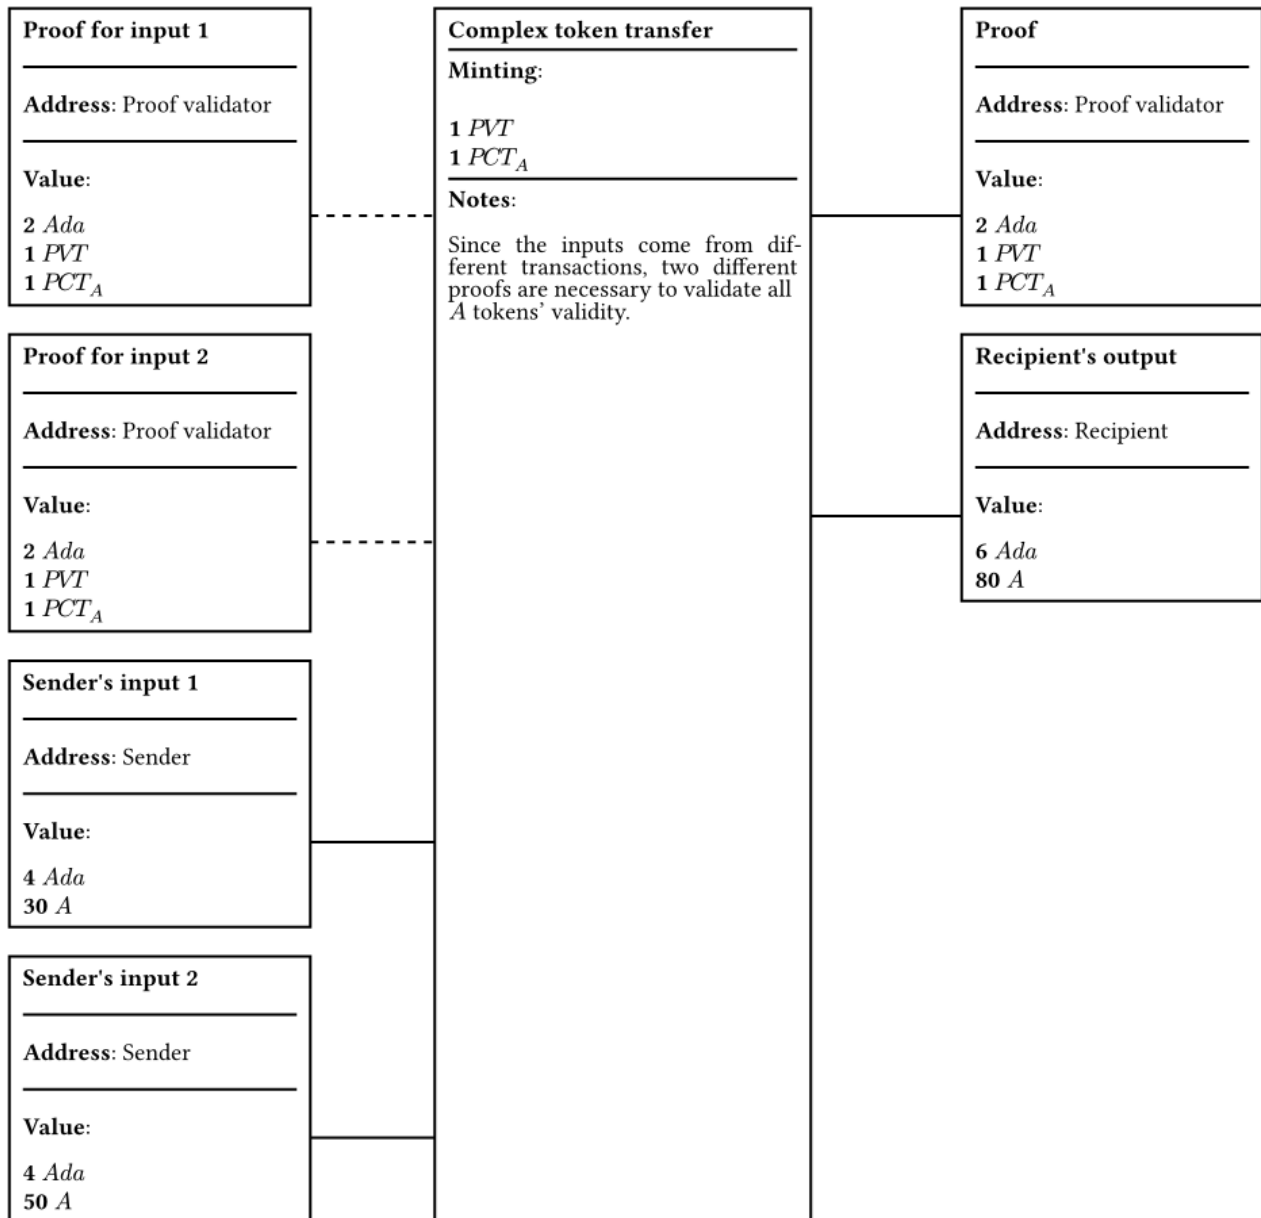 Proof for input 1
Address: Proof validator
Value:
2 Ada
1 PVT
1 PCT_A
Proof for input 2
Address: Proof validator
Value:
2 Ada
1 PVT
1 PCT_A
Sender's input 1
Address: Sender
Value:
4 Ada
30 A
Sender's input 2
Address: Sender
Value:
4 Ada
50 A
Complex token transfer
Minting:
1 PVT
1 PCT_A
Notes:
Since the inputs come from dif-
ferent transactions, two different
proofs are necessary to validate all
A tokens’ validity.
Proof
Address: Proof validator
Value:
2 Ada
1 PVT
1 PCT_A
Recipient's output
Address: Recipient
Value:
6 Ada
80 A